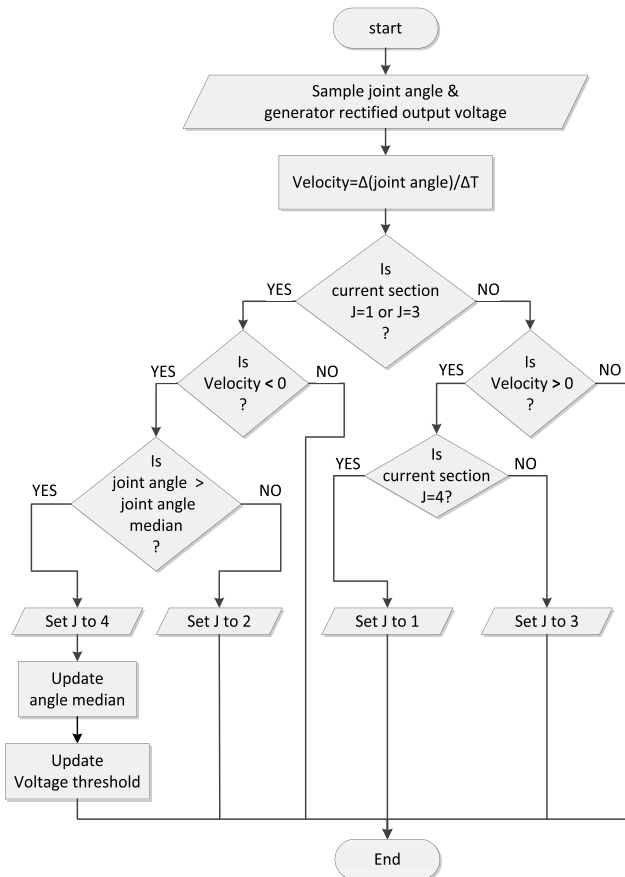 start
Sample joint angle &
generator rectified output voltage
Velocity=Δ(joint angle)/ΔT
Is
current section
J=1 or J=3
?
YES
NO
Is
Velocity < 0
?
YES
NO
Is
Velocity > 0
?
YES
NO
Is
joint angle >
joint angle
median
?
YES
NO
Is
current section
J=4?
YES
NO
Set J to 4
Set J to 2
Set J to 1
Set J to 3
Update
angle median
Update
Voltage threshold
End